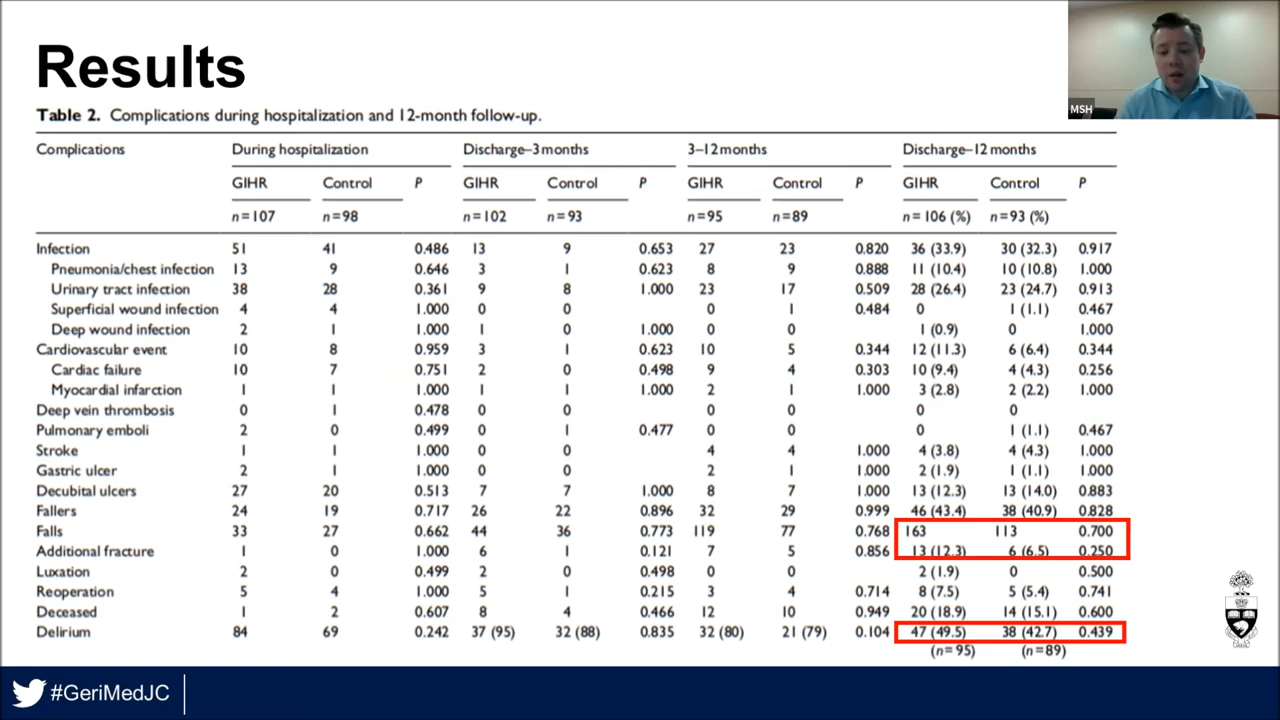 Results
MSH
Table 2. Complications during hospitalization and 12-month follow-up.
Complications During hospitalization Discharge–3 months 3–12 months Discharge–12 months
GIHR Control P GIHR Control P GIHR Control P GIHR Control P
n=107 n=98 n=102 n=93 n=95 n=89 n=106 (%) n=93 (%)
Infection 51 41 0.486 13 9 0.653 27 23 0.820 36 (33.9) 30 (32.3) 0.917
Pneumonia/chest infection 13 9 0.646 3 1 0.623 8 9 0.888 11 (10.4) 10 (10.8) 1.000
Urinary tract infection 38 28 0.361 9 8 1.000 23 17 0.509 28 (26.4) 23 (24.7) 0.913
Superficial wound infection 4 4 1.000 0 0 0 1 0.484 0 1 (1.1) 0.467
Deep wound infection 2 1 1.000 1 0 1.000 0 0 1 (0.9) 0 1.000
Cardiovascular event 10 8 0.959 3 1 0.623 10 5 0.344 12 (11.3) 6 (6.4) 0.344
Cardiac failure 10 7 0.751 2 0 0.498 9 4 0.303 10 (9.4) 4 (4.3) 0.256
Myocardial infarction 1 1 1.000 1 1 1.000 2 1 1.000 3 (2.8) 2 (2.2) 1.000
Deep vein thrombosis 0 1 0.478 0 0 0 0 0 0
Pulmonary emboli 2 0 0.499 0 1 0.477 0 0 0 1 (1.1) 0.467
Stroke 1 1 1.000 0 0 4 4 1.000 4 (3.8) 4 (4.3) 1.000
Gastric ulcer 2 1 1.000 0 0 2 1 1.000 2 (1.9) 1 (1.1) 1.000
Decubital ulcers 27 20 0.513 7 7 1.000 8 7 1.000 13 (12.3) 13 (14.0) 0.883
Fallers 24 19 0.717 26 22 0.896 32 29 0.999 46 (43.4) 38 (40.9) 0.828
Falls 33 27 0.662 44 36 0.773 119 77 0.768 163 113 0.700
Additional fracture 1 0 1.000 6 1 0.121 7 5 0.856 13 (12.3) 6 (6.5) 0.250
Luxation 2 0 0.499 2 0 0.498 0 0 2 (1.9) 0 0.500
Reoperation 5 4 1.000 5 1 0.215 3 4 0.714 8 (7.5) 5 (5.4) 0.741
Deceased 1 2 0.607 8 4 0.466 12 10 0.949 20 (18.9) 14 (15.1) 0.600
Delirium 84 69 0.242 37 (95) 32 (88) 0.835 32 (80) 21 (79) 0.104 47 (49.5) 38 (42.7) 0.439
(n=95) (n=89)
#GeriMedJC